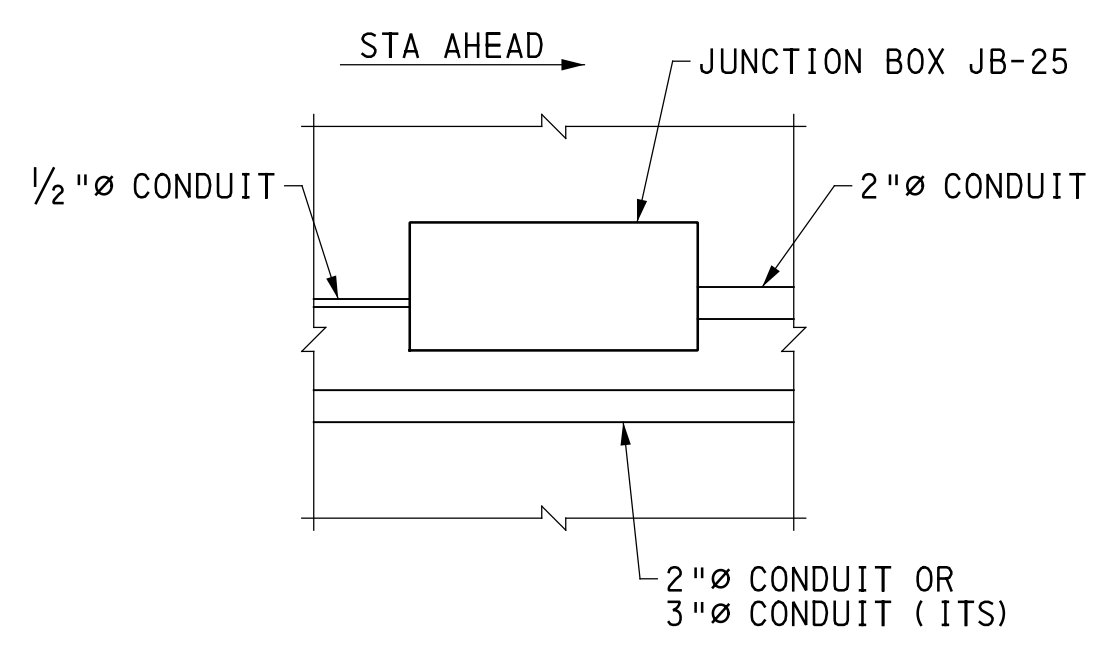 STA AHEAD
JUNCTION BOX JB-25
½"Ø CONDUIT
2"Ø CONDUIT
2"Ø CONDUIT OR
3"Ø CONDUIT (ITS)